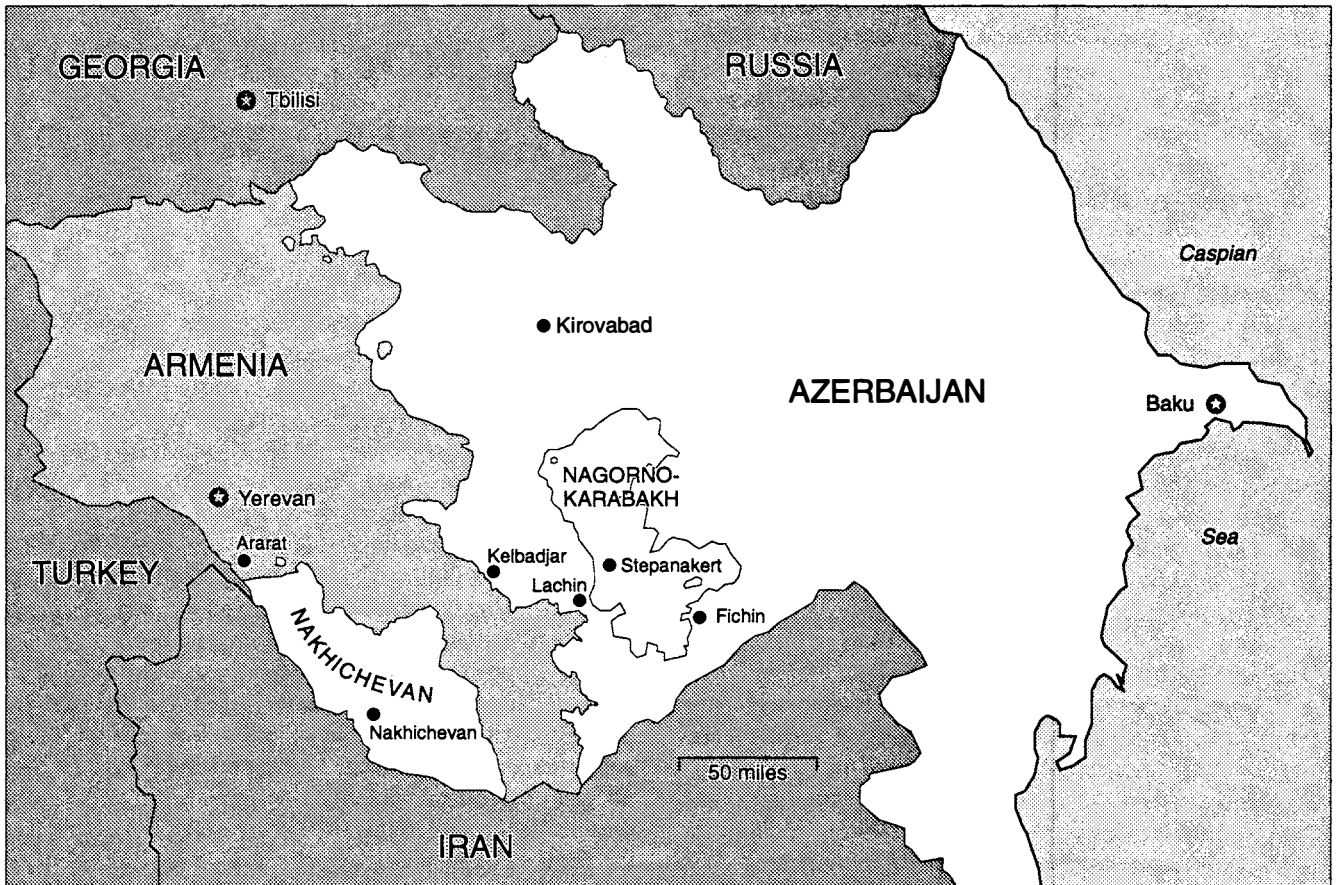 GEORGIA
Tbilisi
RUSSIA
Caspian
Kirovabad
ARMENIA
AZERBAIJAN
Baku
NAGORNO-
KARABAKH
Yerevan
Sea
Ararat
Kelbadjar
Stepanakert
TURKEY
Lachin
Fichin
NAKHICHEVAN
Nakhichevan
50 miles
IRAN